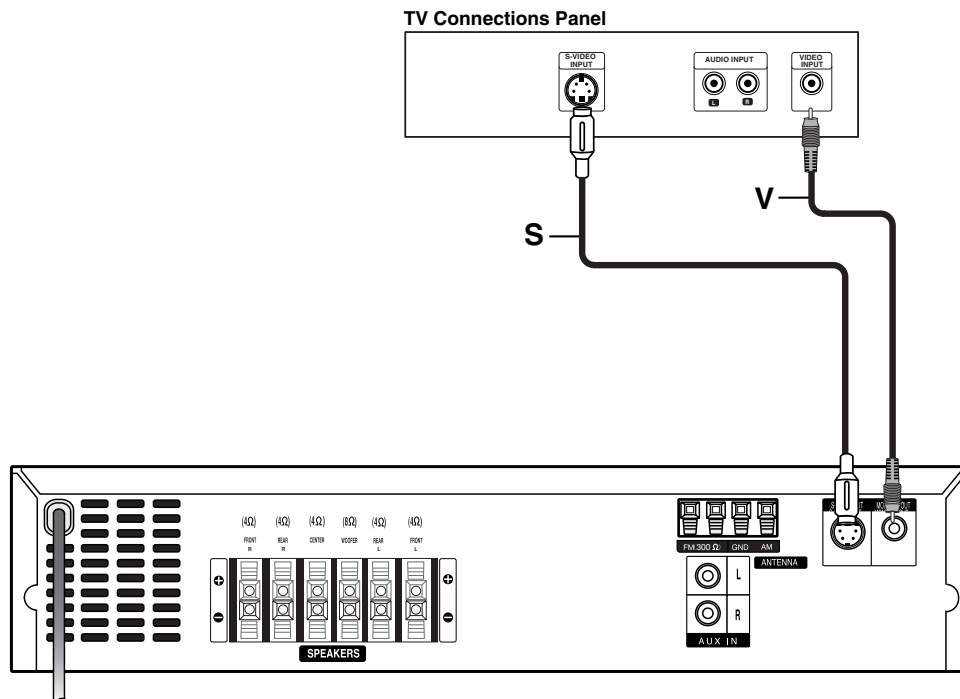 TV Connections Panel
S-VIDEO
INPUT
AUDIO INPUT
L
R
VIDEO
INPUT
V
S
(4Ω)
FRONT
R
(4Ω)
REAR
R
(4Ω)
CENTER
(8Ω)
WOOFER
(4Ω)
REAR
L
(4Ω)
FRONT
L
SPEAKERS
FM(300 Ω)
GND
AM
ANTENNA
L
R
AUX IN